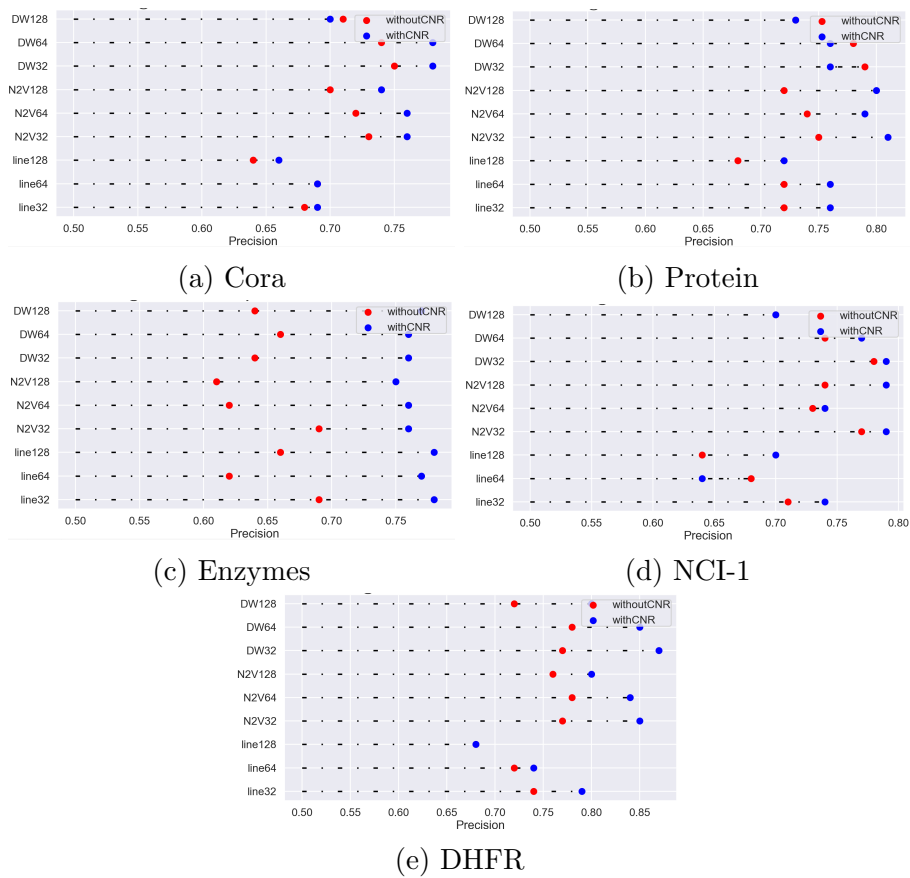 DW128
DW64
DW32
N2V128
N2V64
N2V32
line128
line64
line32
withoutCNR
withCNR
0.50 0.55 0.60 0.65 0.70 0.75
Precision
(a) Cora
DW128
DW64
DW32
N2V128
N2V64
N2V32
line128
line64
line32
withoutCNR
withCNR
0.50 0.55 0.60 0.65 0.70 0.75 0.80
Precision
(b) Protein
DW128
DW64
DW32
N2V128
N2V64
N2V32
line128
line64
line32
withoutCNR
withCNR
0.50 0.55 0.60 0.65 0.70 0.75
Precision
(c) Enzymes
DW128
DW64
DW32
N2V128
N2V64
N2V32
line128
line64
line32
withoutCNR
withCNR
0.50 0.55 0.60 0.65 0.70 0.75 0.80
Precision
(d) NCI-1
DW128
DW64
DW32
N2V128
N2V64
N2V32
line128
line64
line32
withoutCNR
withCNR
0.50 0.55 0.60 0.65 0.70 0.75 0.80 0.85
Precision
(e) DHFR